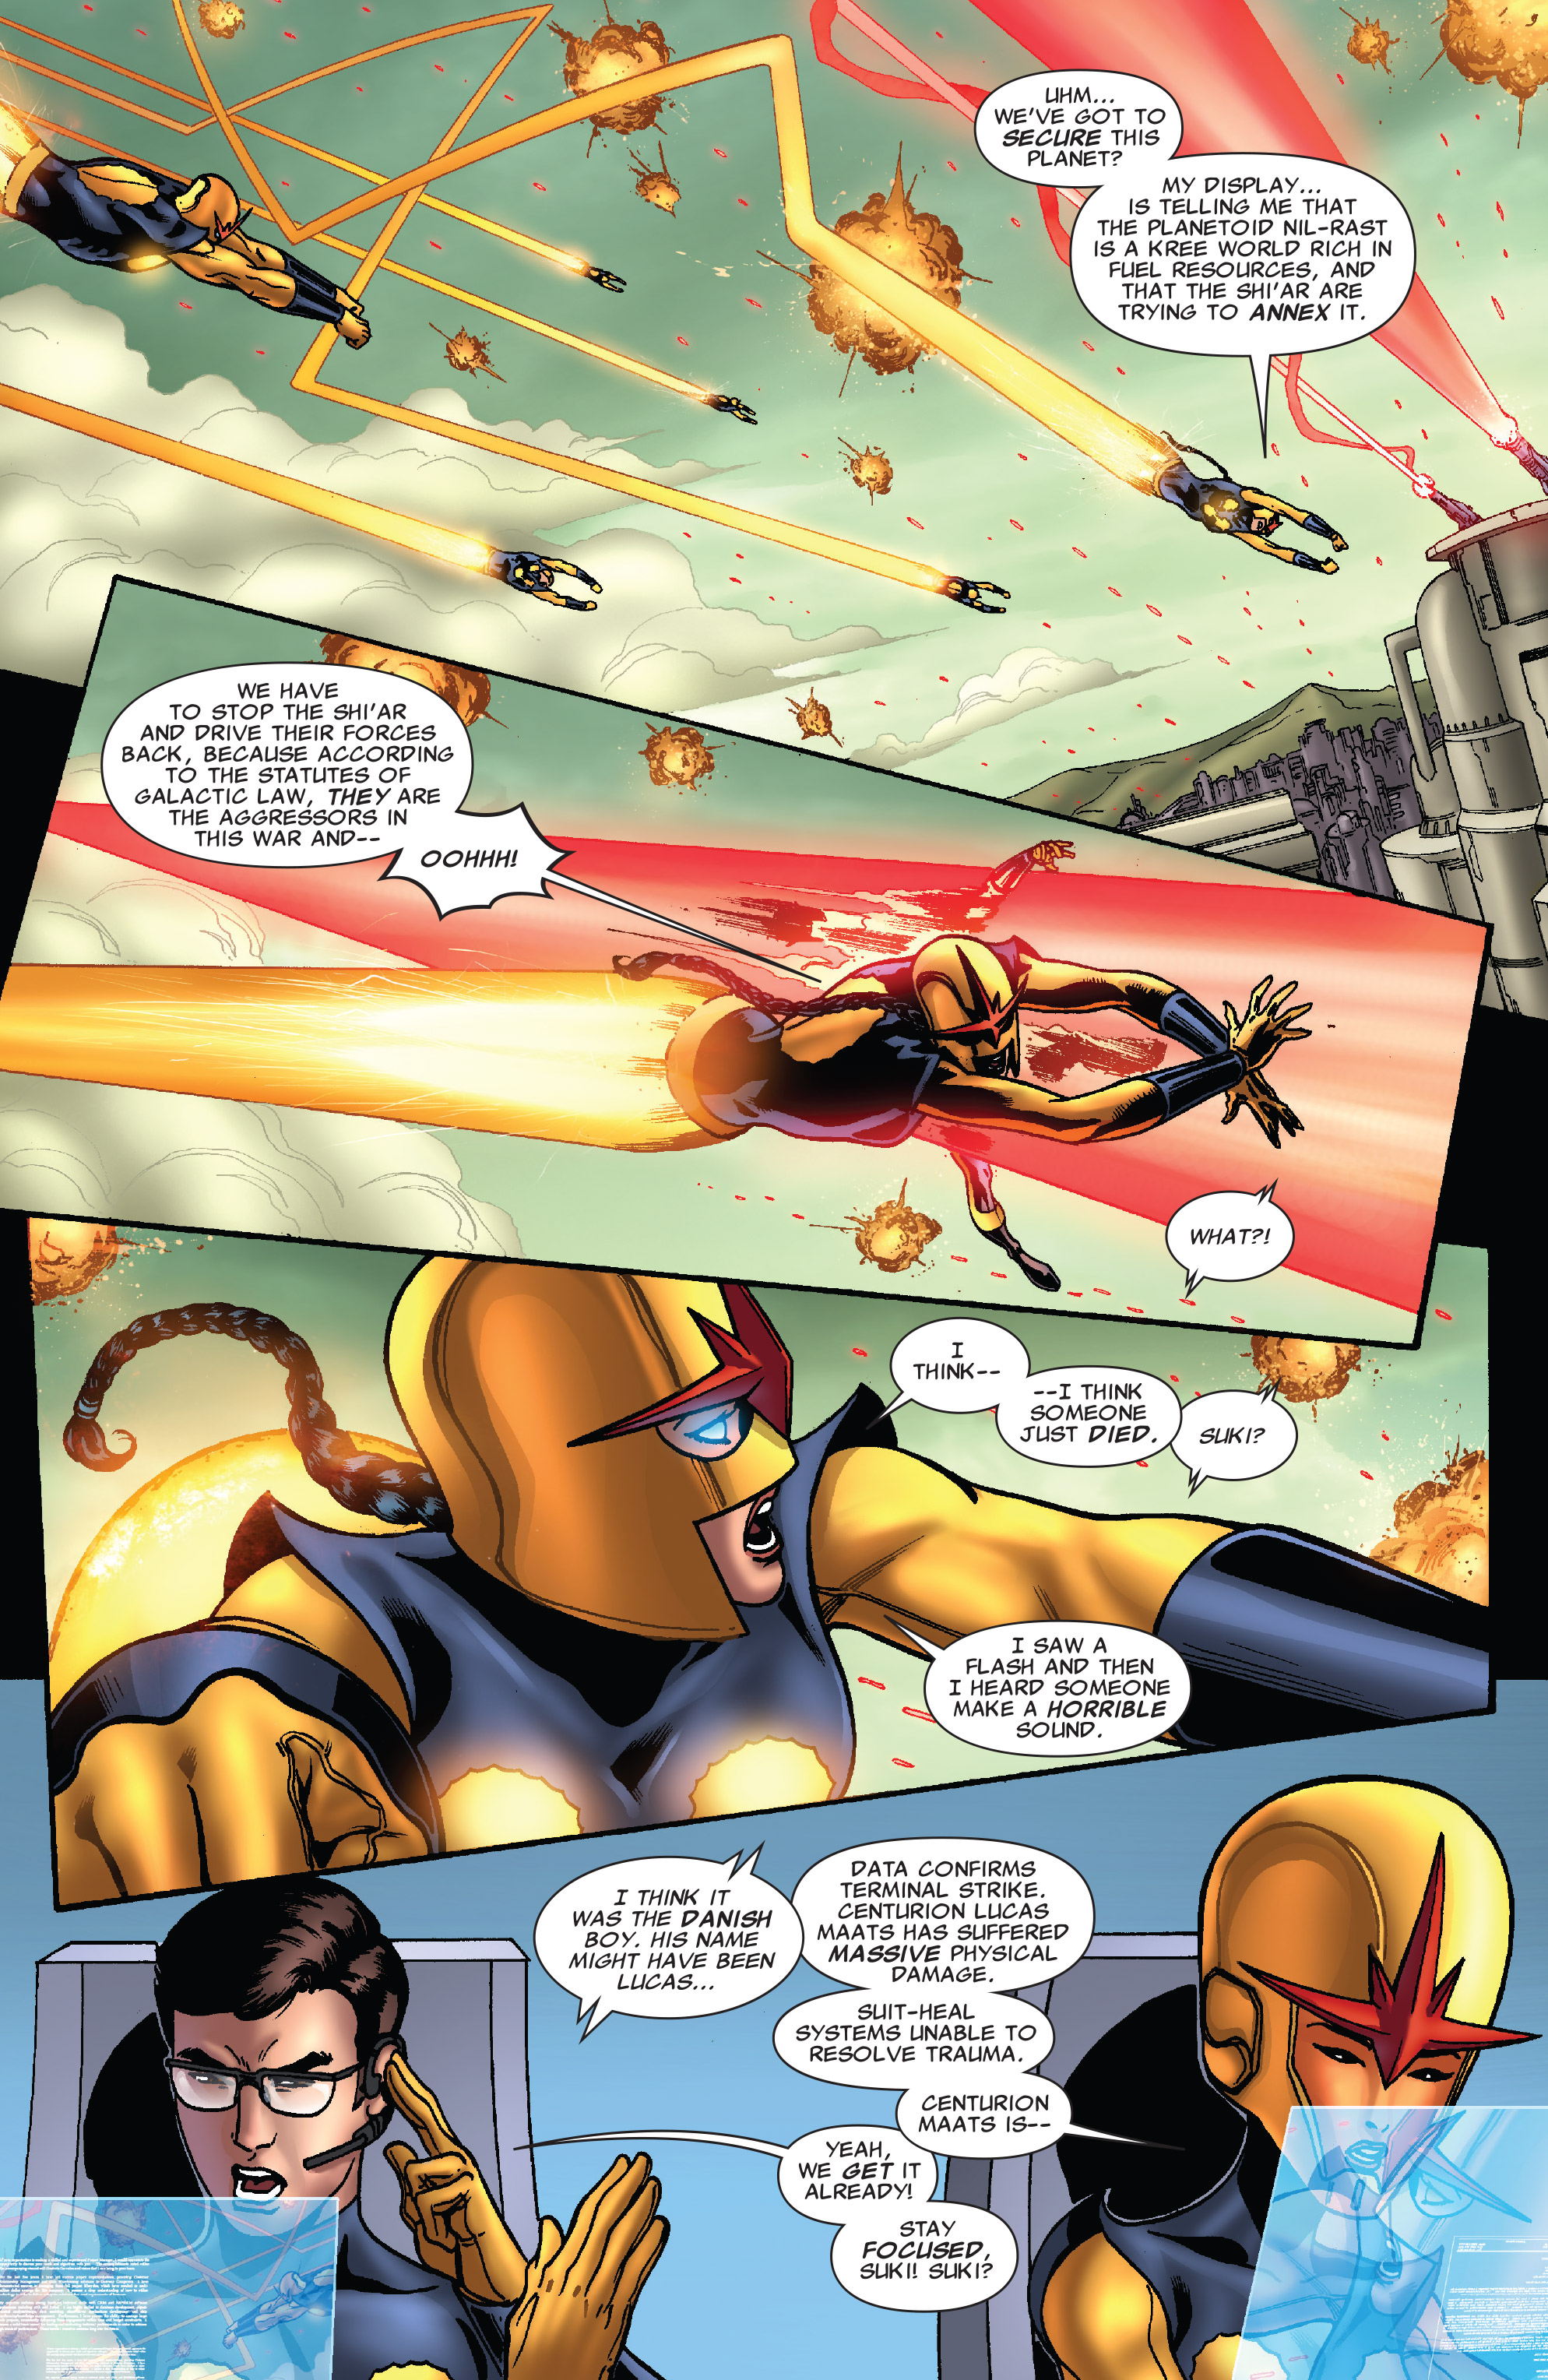 UHM...
WE'VE GOT TO
SECURE THIS
PLANET?
MY DISPLAY...
IS TELLING ME THAT
THE PLANETOID NIL-RAST
IS A KREE WORLD RICH IN
FUEL RESOURCES, AND
THAT THE SHI'AR ARE
TRYING TO ANNEX IT.
WE HAVE
TO STOP THE SHI'AR
AND DRIVE THEIR FORCES
BACK, BECAUSE ACCORDING
TO THE STATUTES OF
GALACTIC LAW, THEY ARE
THE AGGRESSORS IN
THIS WAR AND--
OOHHH!
WHAT?!
I
THINK--
--I THINK
SOMEONE
JUST DIED.
SUKI?
I SAW A
FLASH AND THEN
I HEARD SOMEONE
MAKE A HORRIBLE
SOUND.
I THINK IT
WAS THE DANISH
BOY. HIS NAME
MIGHT HAVE BEEN
LUCAS...
DATA CONFIRMS
TERMINAL STRIKE.
CENTURION LUCAS
MAATS HAS SUFFERED
MASSIVE PHYSICAL
DAMAGE.
SUIT-HEAL
SYSTEMS UNABLE TO
RESOLVE TRAUMA.
CENTURION
MAATS IS--
YEAH,
WE GET IT
ALREADY!
STAY
FOCUSED,
SUKI! SUKI?